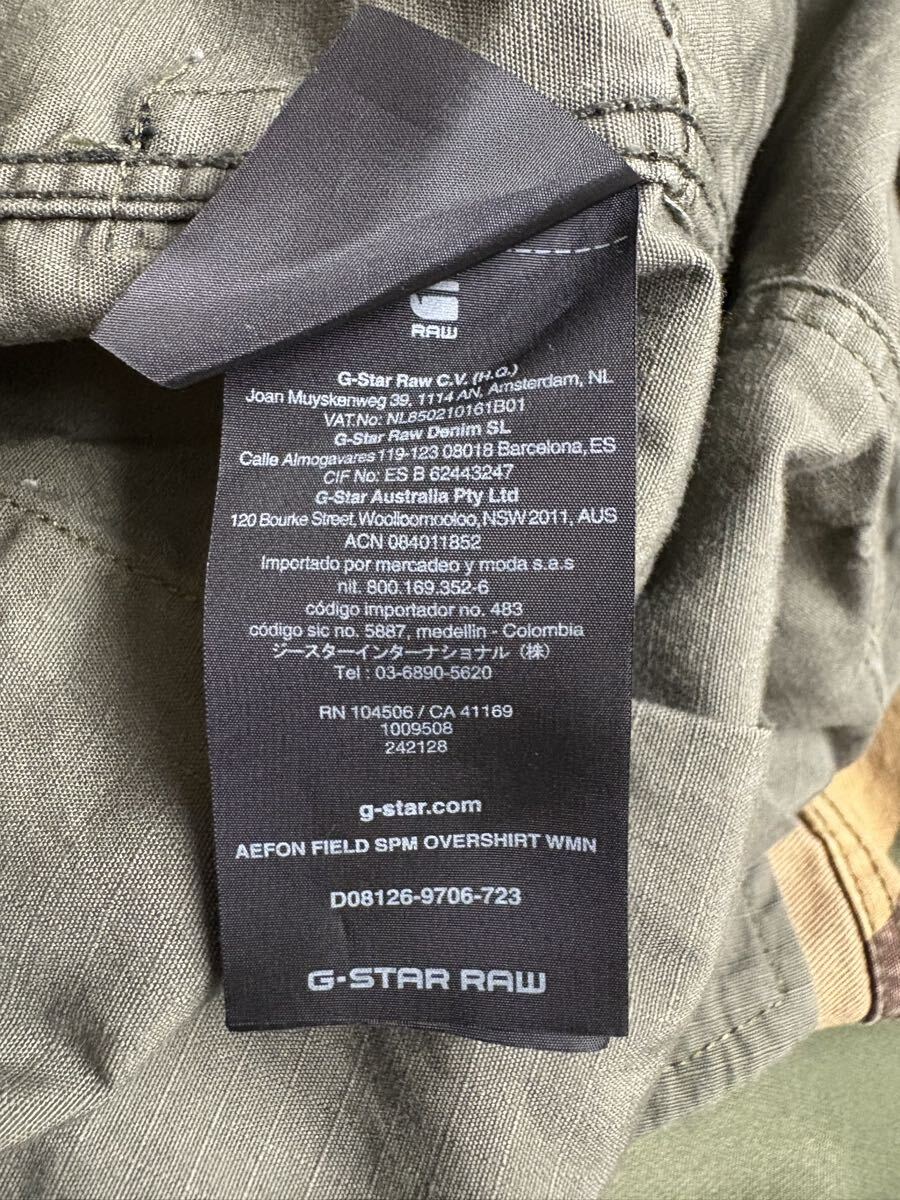 RAW
G-Star Raw C.V. (H.Q.)
Joan Muyskenweg 39, 1114 AN, Amsterdam, NL
VAT.No: NL850210161B01
G-Star Raw Denim SL
Calle Almogavares 119-123 08018 Barcelona, ES
CIF No: ES B 62443247
G-Star Australia Pty Ltd
120 Bourke Street, Woolloomooloo, NSW 2011, AUS
ACN 084011852
Importado por mercadeo y moda s.a.s
nit. 800.169.352-6
código importador no. 483
código sic no. 5887, medellin - Colombia
ジースターインターナショナル（株）
Tel : 03-6890-5620
RN 104506 / CA 41169
1009508
242128
g-star.com
AEFON FIELD SPM OVERSHIRT WMN
D08126-9706-723
G-STAR RAW